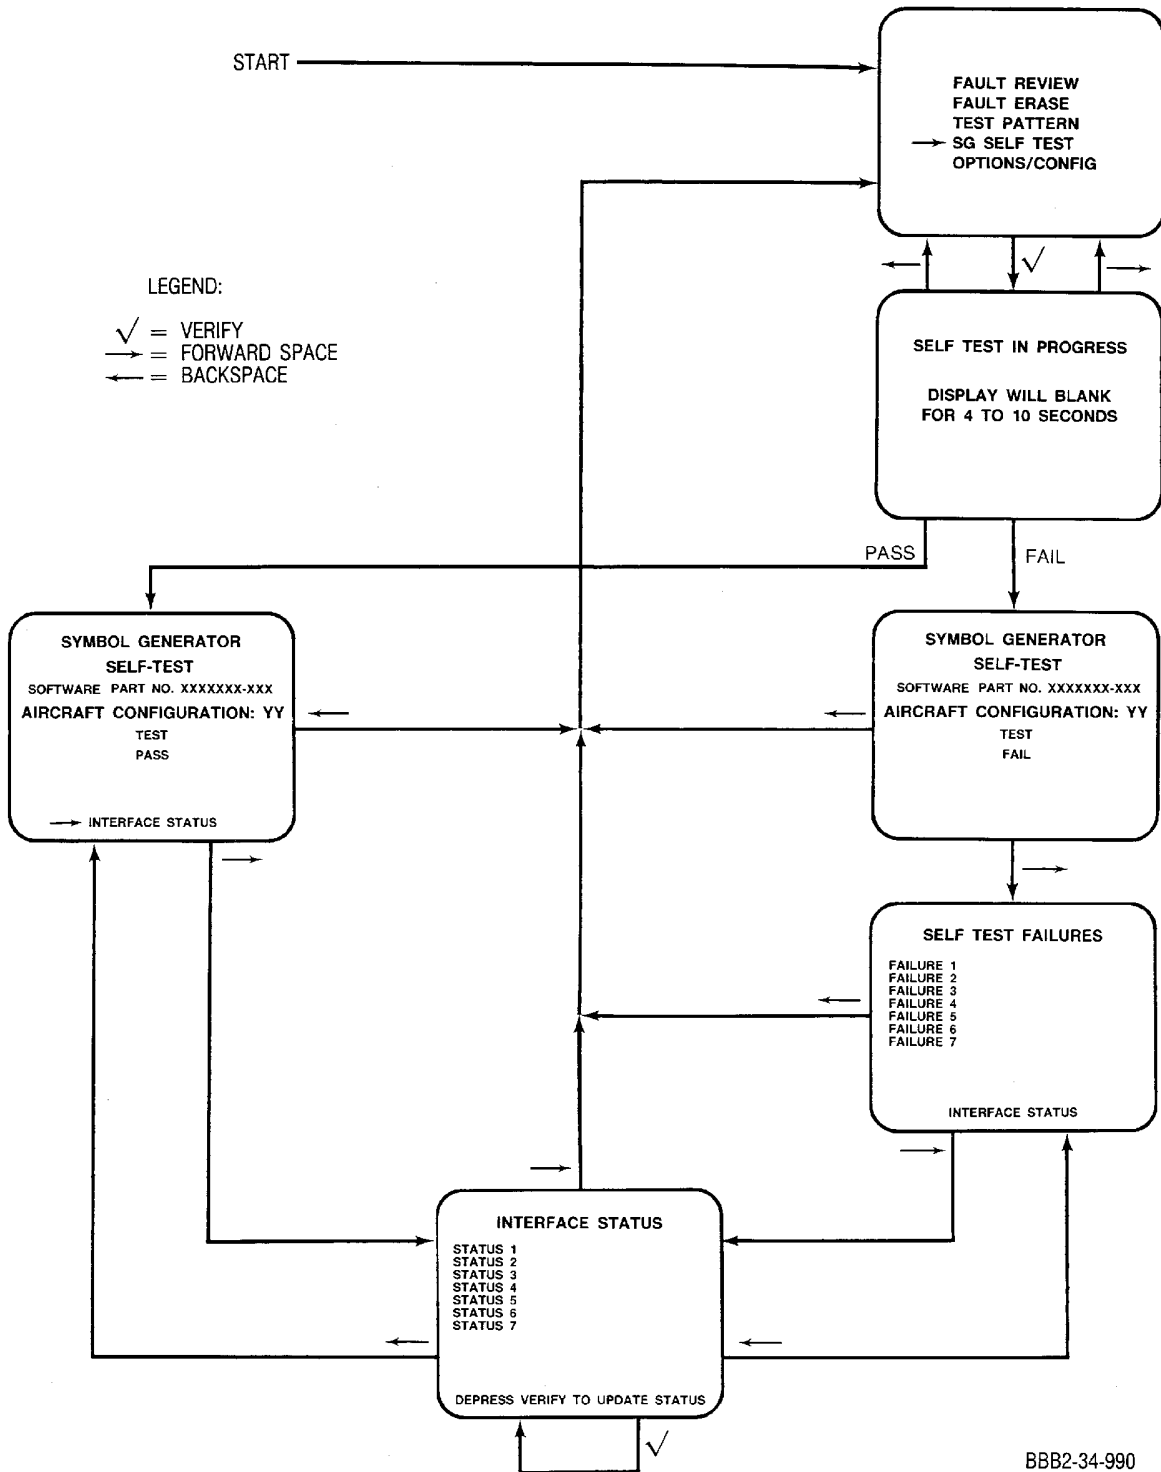 START
FAULT REVIEW
FAULT ERASE
TEST PATTERN
→ SG SELF TEST
OPTIONS/CONFIG
√
← →
LEGEND:
√ = VERIFY
→ = FORWARD SPACE
← = BACKSPACE
SELF TEST IN PROGRESS
DISPLAY WILL BLANK
FOR 4 TO 10 SECONDS
PASS
FAIL
SYMBOL GENERATOR
SELF-TEST
SOFTWARE PART NO. XXXXXXX-XXX
AIRCRAFT CONFIGURATION: YY
TEST
PASS
→ INTERFACE STATUS
←
→
SYMBOL GENERATOR
SELF-TEST
SOFTWARE PART NO. XXXXXXX-XXX
AIRCRAFT CONFIGURATION: YY
TEST
FAIL
←
→
SELF TEST FAILURES
FAILURE 1
FAILURE 2
FAILURE 3
FAILURE 4
FAILURE 5
FAILURE 6
FAILURE 7
INTERFACE STATUS
←
→
→
INTERFACE STATUS
STATUS 1
STATUS 2
STATUS 3
STATUS 4
STATUS 5
STATUS 6
STATUS 7
DEPRESS VERIFY TO UPDATE STATUS
← ←
√
BBB2-34-990